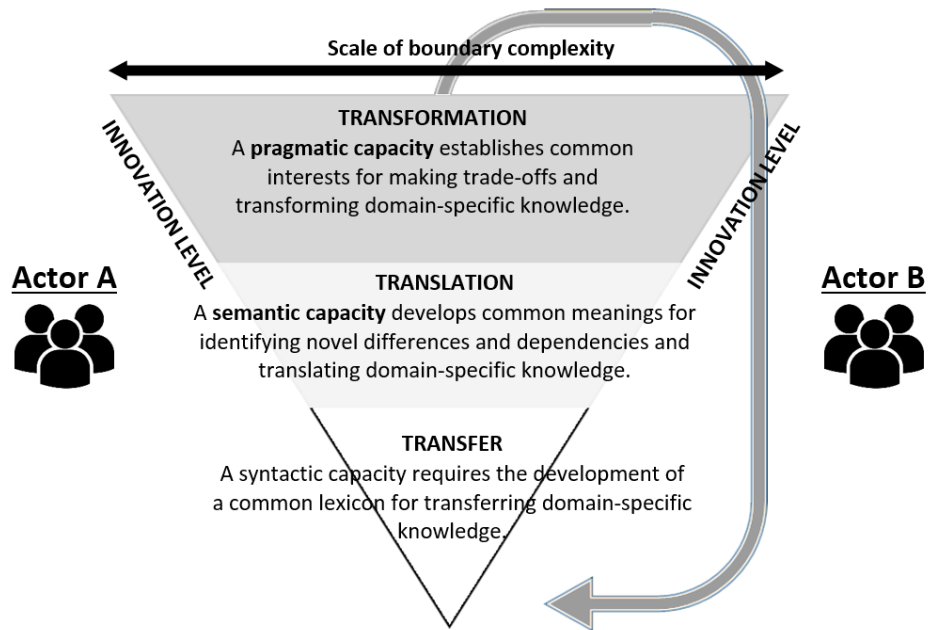 Scale of boundary complexity
TRANSFORMATION
A pragmatic capacity establishes common
interests for making trade-offs and
transforming domain-specific knowledge.
INNOVATION LEVEL
INNOVATION LEVEL
Actor A
Actor B
TRANSLATION
A semantic capacity develops common meanings for
identifying novel differences and dependencies and
translating domain-specific knowledge.
TRANSFER
A syntactic capacity requires the development of
a common lexicon for transferring domain-specific
knowledge.